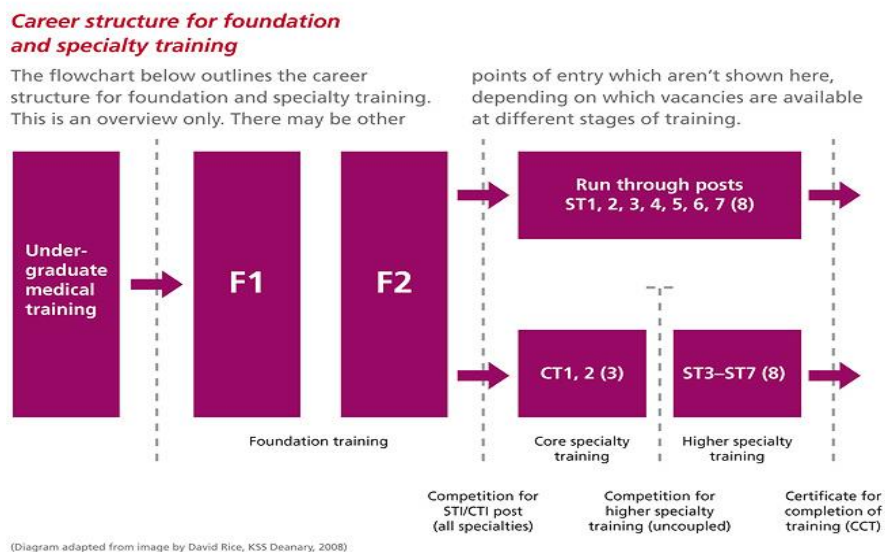 Career structure for foundation
and specialty training
The flowchart below outlines the career
structure for foundation and specialty training.
This is an overview only. There may be other
points of entry which aren't shown here,
depending on which vacancies are available
at different stages of training.
Under-
graduate
medical
training
F1
F2
Run through posts
ST1, 2, 3, 4, 5, 6, 7 (8)
CT1, 2 (3)
ST3–ST7 (8)
Foundation training
Core specialty
training
Higher specialty
training
Competition for
STI/CTI post
(all specialties)
Competition for
higher specialty
training (uncoupled)
Certificate for
completion of
training (CCT)
(Diagram adapted from image by David Rice, KSS Deanary, 2008)